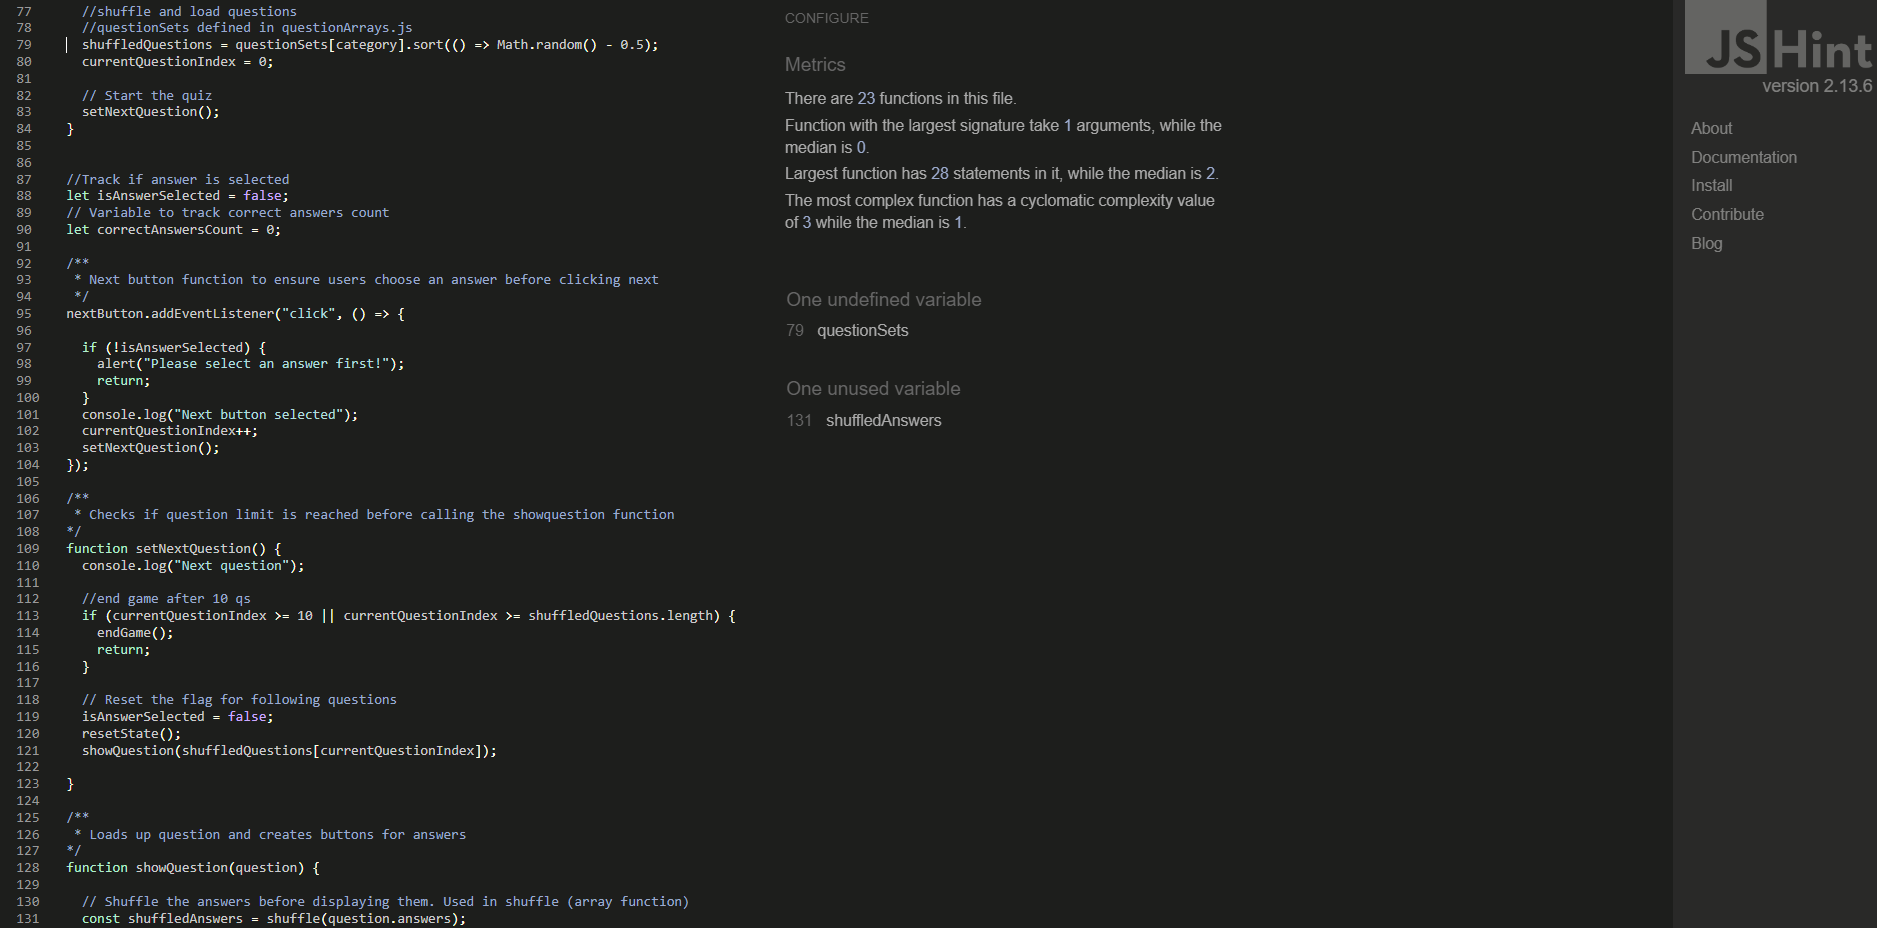 77 //shuffle and load questions
78 //questionSets defined in questionArrays.js
79 shuffledQuestions = questionSets[category].sort(() => Math.random() - 0.5);
80 currentQuestionIndex = 0;
81
82 // Start the quiz
83 setNextQuestion();
84 }
85
86
87 //Track if answer is selected
88 let isAnswerSelected = false;
89 // Variable to track correct answers count
90 let correctAnswersCount = 0;
91
92 /**
93 * Next button function to ensure users choose an answer before clicking next
94 */
95 nextButton.addEventListener("click", () => {
96
97 if (!isAnswerSelected) {
98 alert("Please select an answer first!");
99 return;
100 }
101 console.log("Next button selected");
102 currentQuestionIndex++;
103 setNextQuestion();
104 });
105
106 /**
107 * Checks if question limit is reached before calling the showquestion function
108 */
109 function setNextQuestion() {
110 console.log("Next question");
111
112 //end game after 10 qs
113 if (currentQuestionIndex >= 10 || currentQuestionIndex >= shuffledQuestions.length) {
114 endGame();
115 return;
116 }
117
118 // Reset the flag for following questions
119 isAnswerSelected = false;
120 resetState();
121 showQuestion(shuffledQuestions[currentQuestionIndex]);
122
123 }
124
125 /**
126 * Loads up question and creates buttons for answers
127 */
128 function showQuestion(question) {
129
130 // Shuffle the answers before displaying them. Used in shuffle (array function)
131 const shuffledAnswers = shuffle(question.answers);
CONFIGURE
Metrics
There are 23 functions in this file.
Function with the largest signature take 1 arguments, while the
median is 0.
Largest function has 28 statements in it, while the median is 2.
The most complex function has a cyclomatic complexity value
of 3 while the median is 1.
One undefined variable
79 questionSets
One unused variable
131 shuffledAnswers
JSHint
version 2.13.6
About
Documentation
Install
Contribute
Blog